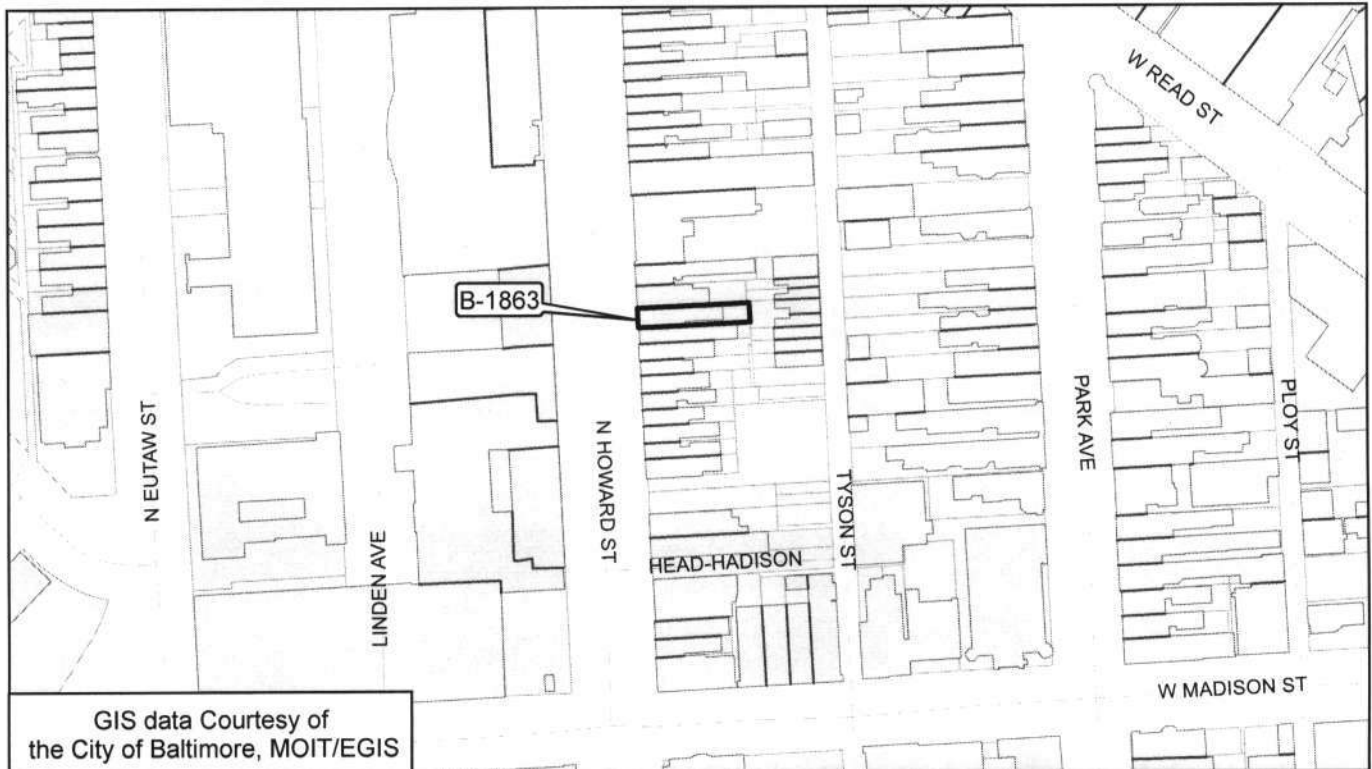 W READ ST
B-1863
N EUTAW ST
LINDEN AVE
N HOWARD ST
TYSON ST
PARK AVE
PLOY ST
HEAD-HADISON
W MADISON ST
GIS data Courtesy of
the City of Baltimore, MOIT/EGIS